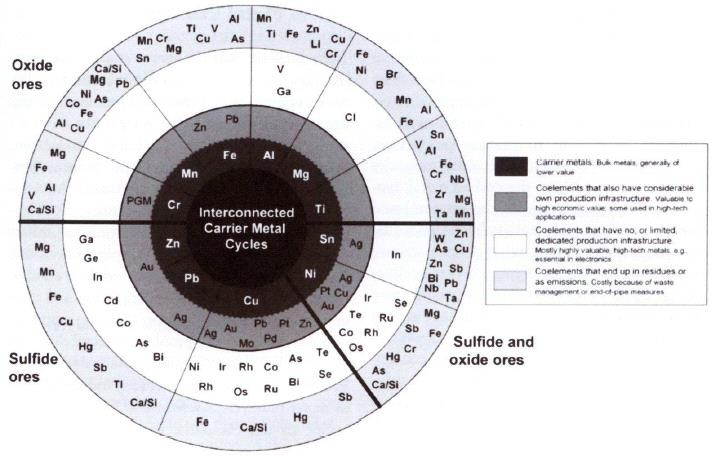 Oxide
ores
Sulfide
ores
Sulfide and
oxide ores
Interconnected
Carrier Metal
Cycles
Fe
Al
Mg
Ti
Sn
Ni
Cu
Pb
Zn
Cr
Mn
Zn Pb
PGM
Au
Ag
Ag Au Pb Pt Zn
Mo Pd
Ag
Pt Cu
Au
Ag
V
Ga
Cl
In
Ir Se
Te Ru
Co Rh
Os
Ni Ir Rh Co As Te
Rh Os Ru Bi Se
Ga
Ge
In
Cd
Co
As
Bi
Mn Cr Ti V Al
Sn Mg Cu As
Mn Ti Fe Zn Li Cu Cr
Fe Ni B Br Mn Al Fe
Sn
V Al
Fe
Cr Nb
Zr Mg
Ta Mn
W Zn
As Cu
Zn Sb
Bi Pb
Nb Ta
Mg
Sb Fe
Cr
Hg
As
Ca/Si
Sb
Hg
Ca/Si
Fe
Ca/Si
Tl
Sb
Hg
Cu
Fe
Mn
Mg
Ca/Si
V Al
Fe
Mg
Ca/Si
Mg Pb
Ni As
Co Fe
Al Cu
Carrier metals. Bulk metals, generally of
lower value
Coelements that also have considerable
own production infrastructure. Valuable to
high economic value; some used in high-tech
applications
Coelements that have no, or limited,
dedicated production infrastructure.
Mostly highly valuable, high-tech metals, e.g.,
essential in electronics
Coelements that end up in residues or
as emissions. Costly because of waste
management or end-of-pipe measures